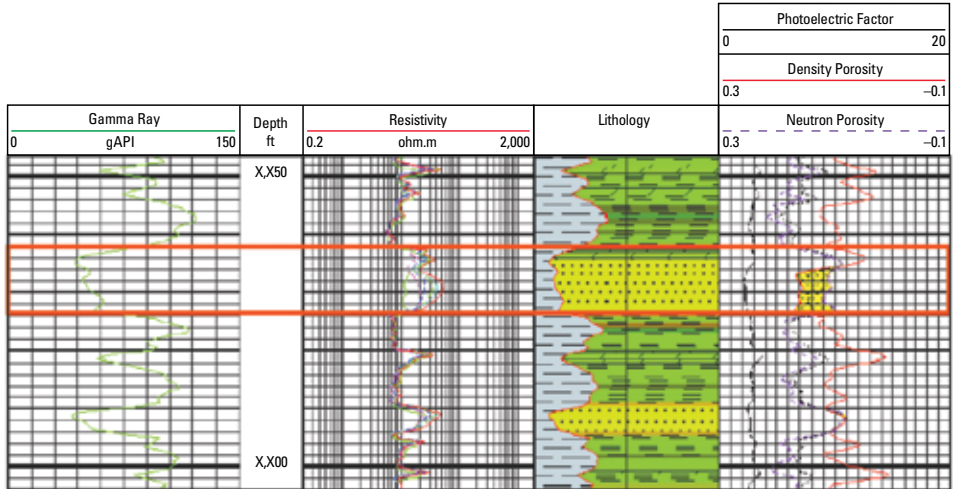 Photoelectric Factor
0 20
Density Porosity
0.3 –0.1
Gamma Ray Depth Resistivity Lithology Neutron Porosity
0 gAPI 150 ft 0.2 ohm.m 2,000 0.3 –0.1
X,X50
X,X00